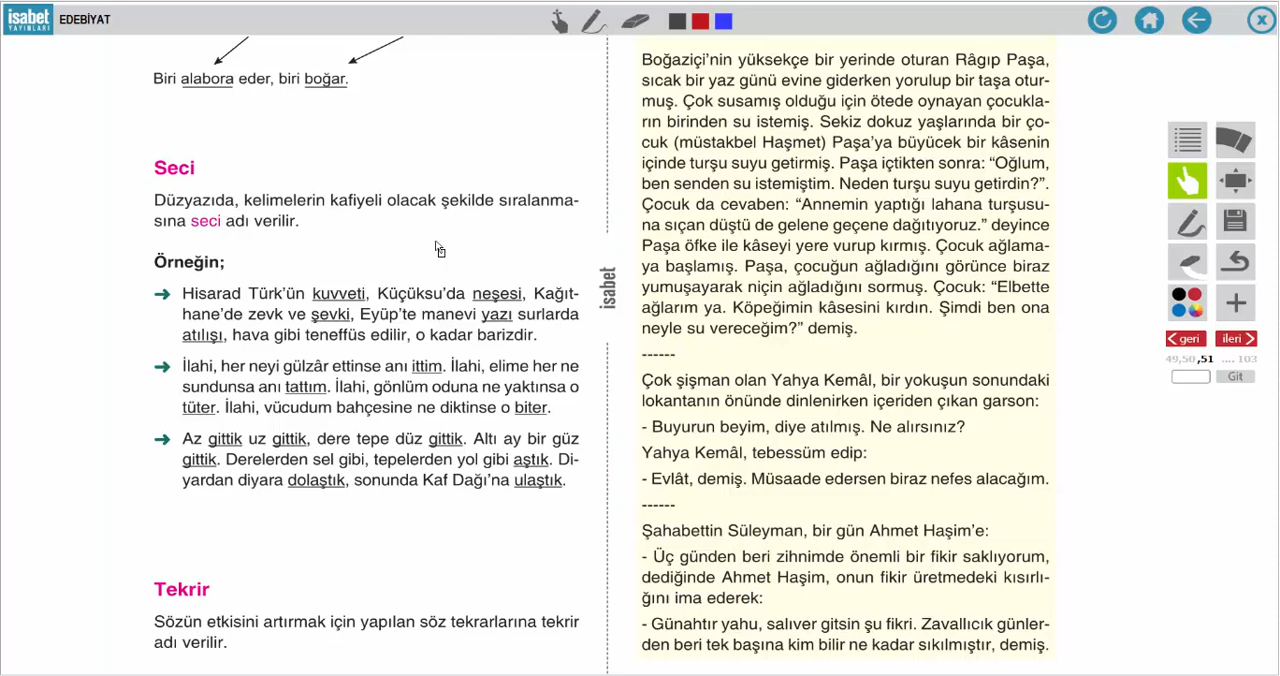 isabet
YAYINLARI
EDEBİYAT
Biri alabora eder, biri boğar.
Seci
Düzyazıda, kelimelerin kafiyeli olacak şekilde sıralanma-
sına seci adı verilir.
Örneğin;
➔ Hisarad Türk'ün kuvveti, Küçüksu'da neşesi, Kağıt-
hane'de zevk ve şevki, Eyüp'te manevi yazı surlarda
atılışı, hava gibi teneffüs edilir, o kadar barizdir.
➔ İlahi, her neyi gülzâr ettinse anı ittim. İlahi, elime her ne
sundunsa anı tattım. İlahi, gönlüm oduna ne yaktınsa o
tüter. İlahi, vücudum bahçesine ne diktinse o biter.
➔ Az gittik uz gittik, dere tepe düz gittik. Altı ay bir güz
gittik. Derelerden sel gibi, tepelerden yol gibi aştık. Di-
yardan diyara dolaştık, sonunda Kaf Dağı'na ulaştık.
Tekrir
Sözün etkisini artırmak için yapılan söz tekrarlarına tekrir
adı verilir.
isabet
Boğaziçi'nin yüksekçe bir yerinde oturan Râgıp Paşa,
sıcak bir yaz günü evine giderken yorulup bir taşa otur-
muş. Çok susamış olduğu için ötede oynayan çocukla-
rın birinden su istemiş. Sekiz dokuz yaşlarında bir ço-
cuk (müstakbel Haşmet) Paşa'ya büyücek bir kâsenin
içinde turşu suyu getirmiş. Paşa içtikten sonra: “Oğlum,
ben senden su istemiştim. Neden turşu suyu getirdin?”.
Çocuk da cevaben: “Annemin yaptığı lahana turşusu-
na sıçan düştü de gelene geçene dağıtıyoruz.” deyince
Paşa öfke ile kâseyi yere vurup kırmış. Çocuk ağlama-
ya başlamış. Paşa, çocuğun ağladığını görünce biraz
yumuşayarak niçin ağladığını sormuş. Çocuk: “Elbette
ağlarım ya. Köpeğimin kâsesini kırdın. Şimdi ben ona
neyle su vereceğim?” demiş.
------
Çok şişman olan Yahya Kemâl, bir yokuşun sonundaki
lokantanın önünde dinlenirken içeriden çıkan garson:
- Buyurun beyim, diye atılmış. Ne alırsınız?
Yahya Kemâl, tebessüm edip:
- Evlât, demiş. Müsaade edersen biraz nefes alacağım.
------
Şahabettin Süleyman, bir gün Ahmet Haşim'e:
- Üç günden beri zihnimde önemli bir fikir saklıyorum,
dediğinde Ahmet Haşim, onun fikir üretmedeki kısırlı-
ğını ima ederek:
- Günahtır yahu, salıver gitsin şu fikri. Zavallıcık günler-
den beri tek başına kim bilir ne kadar sıkılmıştır, demiş.
geri ileri
49,50,51 .... 103
Git